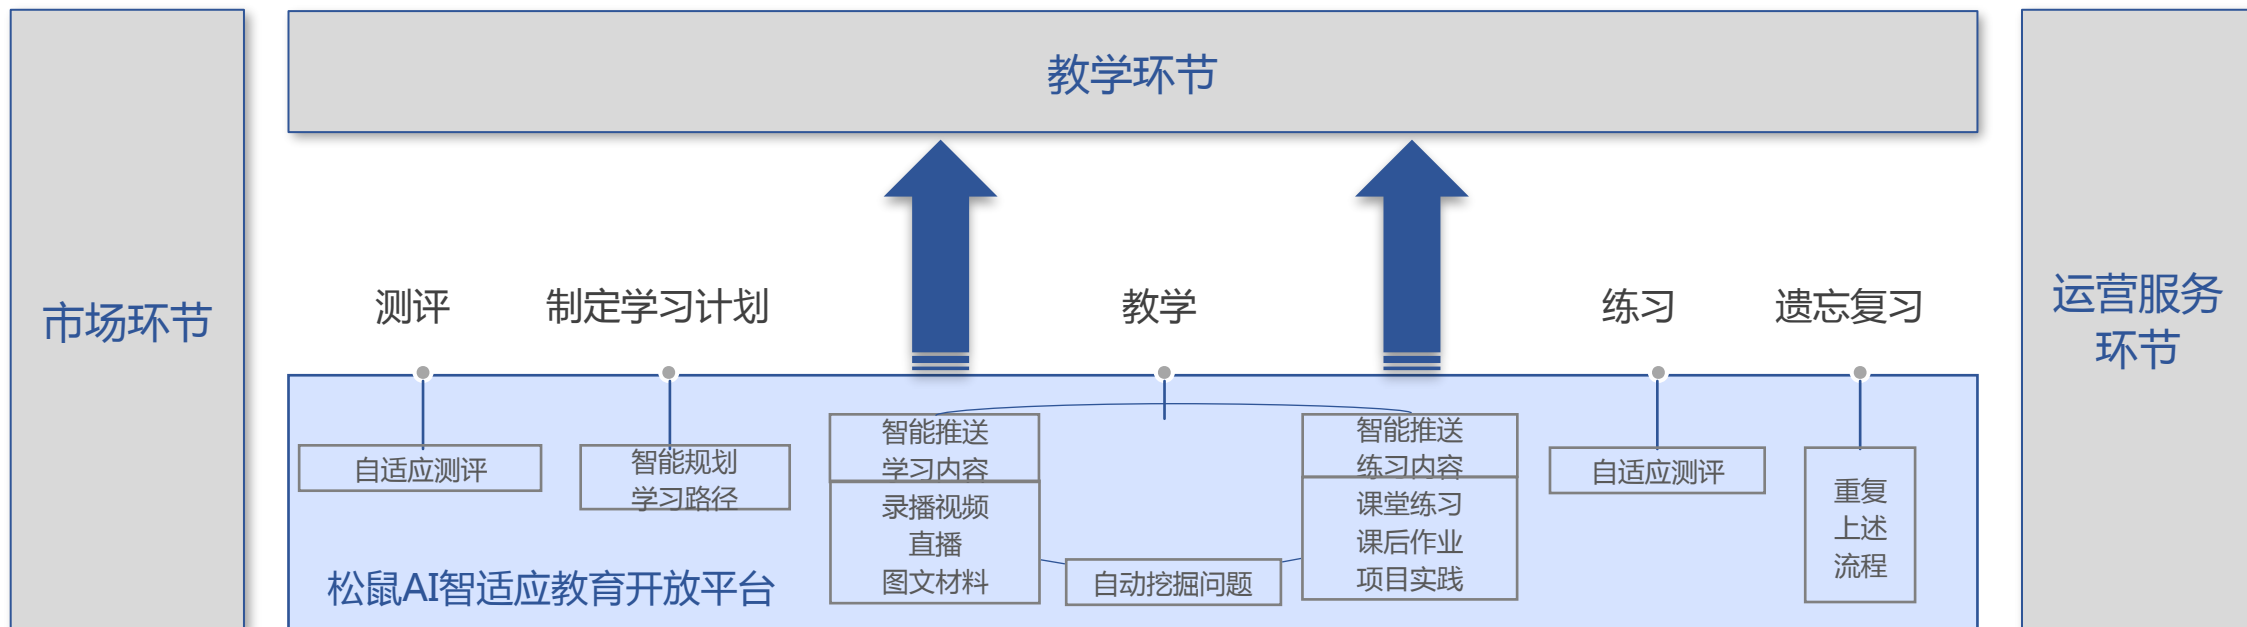 教学环节
市场环节
运营服务
环节
测评
制定学习计划
教学
练习
遗忘复习
自适应测评
智能规划
学习路径
智能推送
学习内容
录播视频
直播
图文材料
自动挖掘问题
智能推送
练习内容
课堂练习
课后作业
项目实践
自适应测评
重复
上述
流程
松鼠AI智适应教育开放平台